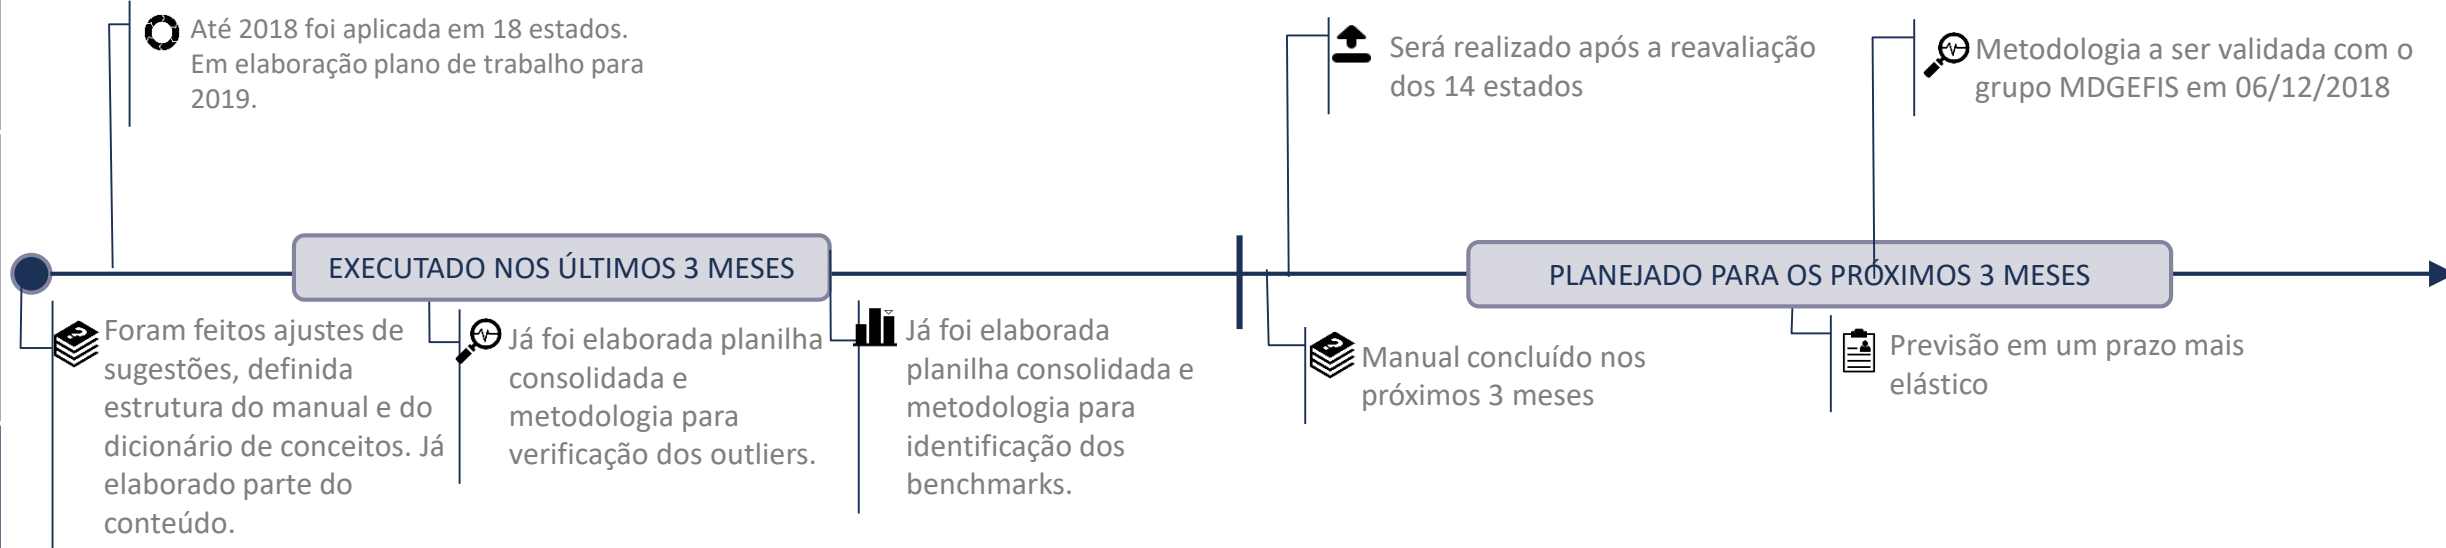 Até 2018 foi aplicada em 18 estados.
Em elaboração plano de trabalho para
2019.
Será realizado após a reavaliação
dos 14 estados
Metodologia a ser validada com o
grupo MDGEFIS em 06/12/2018
EXECUTADO NOS ÚLTIMOS 3 MESES
PLANEJADO PARA OS PRÓXIMOS 3 MESES
Foram feitos ajustes de
sugestões, definida
estrutura do manual e do
dicionário de conceitos. Já
elaborado parte do
conteúdo.
Já foi elaborada planilha
consolidada e
metodologia para
verificação dos outliers.
Já foi elaborada
planilha consolidada e
metodologia para
identificação dos
benchmarks.
Manual concluído nos
próximos 3 meses
Previsão em um prazo mais
elástico